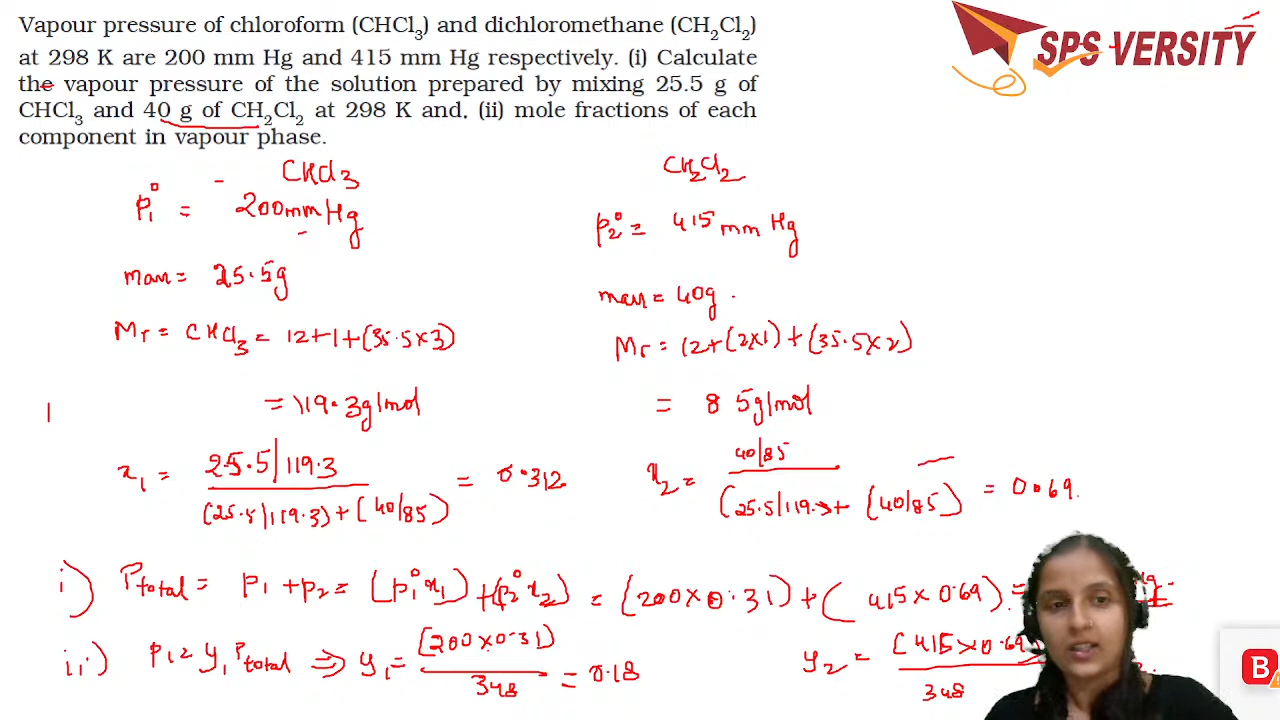 Vapour pressure of chloroform (CHCl₃) and dichloromethane (CH₂Cl₂)
at 298 K are 200 mm Hg and 415 mm Hg respectively. (i) Calculate
the vapour pressure of the solution prepared by mixing 25.5 g of
CHCl₃ and 40 g of CH₂Cl₂ at 298 K and, (ii) mole fractions of each
component in vapour phase.
SPS VERSITY
CHCl₃
P₁° = 200mm Hg
mass = 25.5g
Mr = CHCl₃ = 12+1+(35.5×3)
= 119.3g/mol
x₁ = 25.5/119.3 = 0.312
(25.5/119.3)+(40/85)
CH₂Cl₂
P₂° = 415 mm Hg
mass = 40g.
Mr = 12+(2×1)+(35.5×2)
= 85g/mol
x₂ = 40/85 = 0.69
(25.5/119.3)+(40/85)
i) Ptotal = P₁+P₂ = (P₁°x₁)+(P₂°x₂) = (200×0.31)+(415×0.69) =
ii) P₁ = y₁Ptotal ⇒ y₁ = (200×0.31) = 0.18
348
y₂ = (415×0.69
348
B